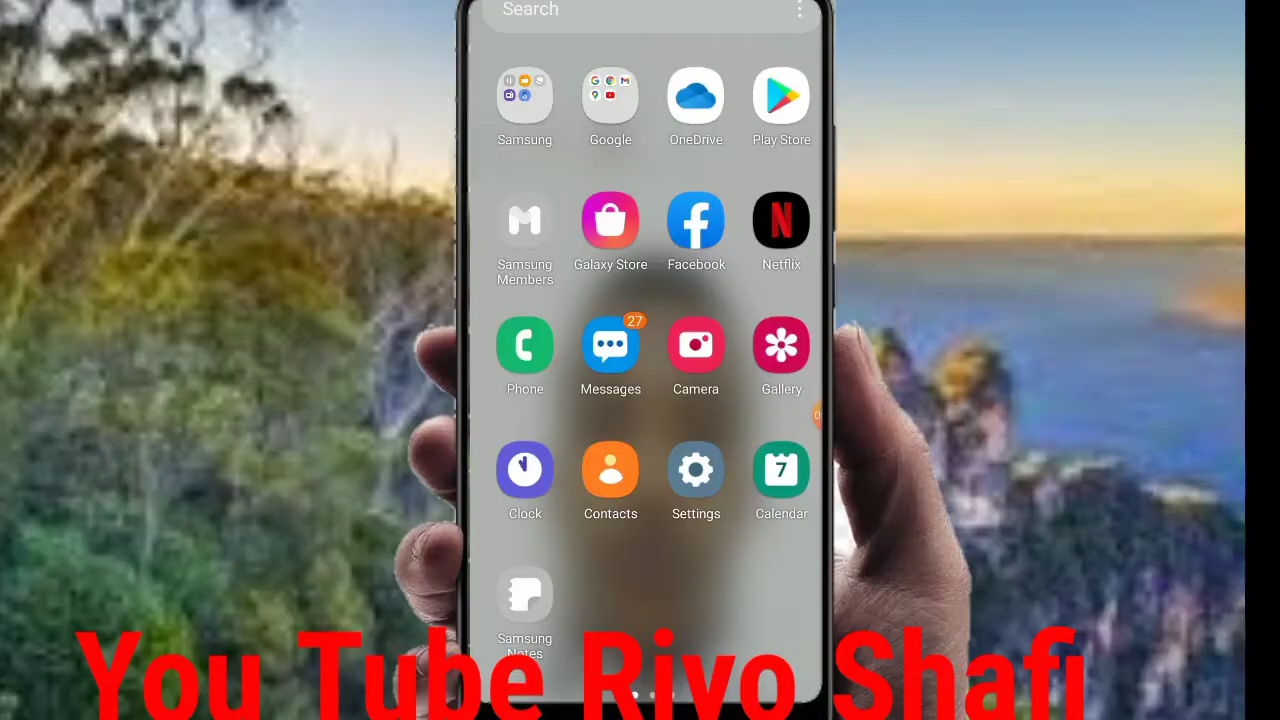 Search
Samsung
Google
OneDrive
Play Store
Samsung
Members
Galaxy Store
Facebook
Netflix
27
Phone
Messages
Camera
Gallery
Clock
Contacts
Settings
7
Calendar
Samsung
Notes
You Tube Riyo Shafi